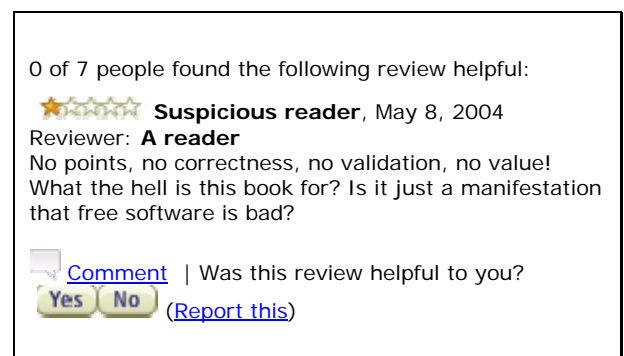 0 of 7 people found the following review helpful:
Suspicious reader, May 8, 2004
Reviewer: A reader
No points, no correctness, no validation, no value!
What the hell is this book for? Is it just a manifestation
that free software is bad?
Comment | Was this review helpful to you?
Yes No (Report this)